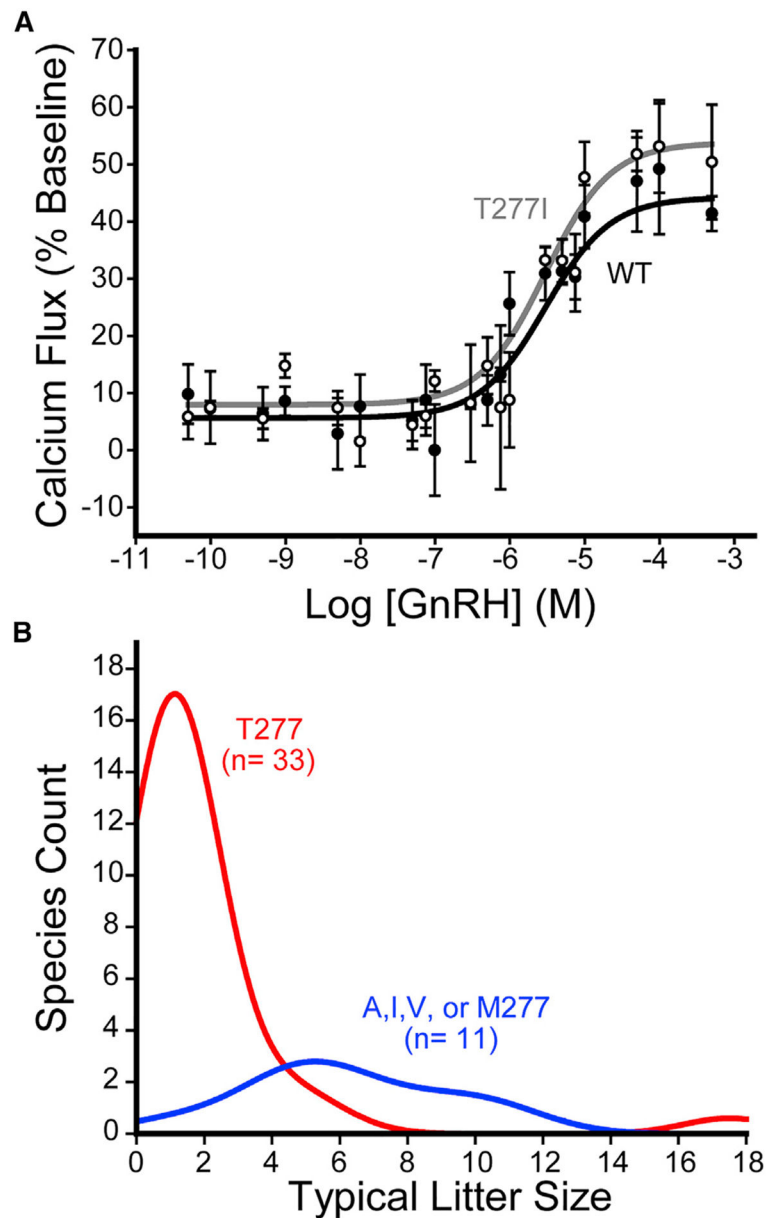 A
70
60
50
40
30
20
10
0
-10
Calcium Flux (% Baseline)
T277I
WT
-11 -10 -9 -8 -7 -6 -5 -4 -3
Log [GnRH] (M)
B
18
16
14
12
10
8
6
4
2
0
Species Count
T277
(n= 33)
A,I,V, or M277
(n= 11)
0 2 4 6 8 10 12 14 16 18
Typical Litter Size